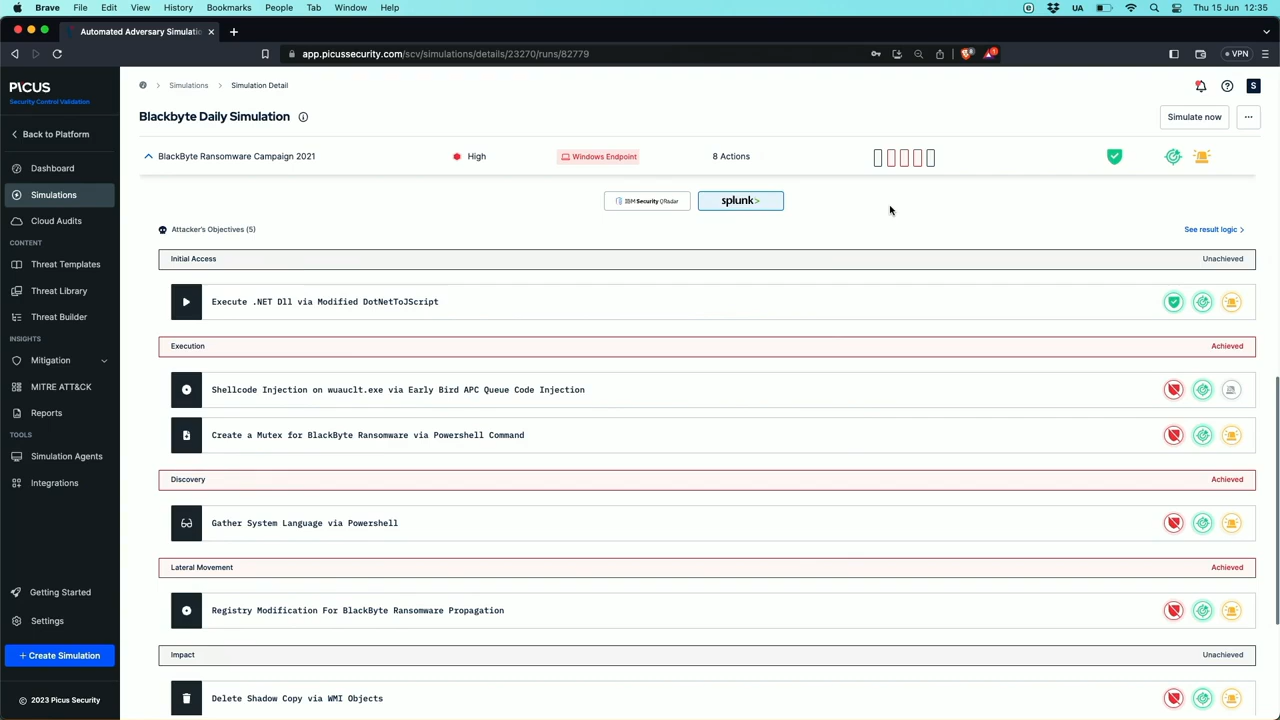 Brave File Edit View History Bookmarks People Tab Window Help UA Thu 15 Jun 12:35
Automated Adversary Simulati
app.picussecurity.com/scv/simulations/details/23270/runs/82779 VPN
PICUS
Security Control Validation
Back to Platform
Dashboard
Simulations
Cloud Audits
CONTENT
Threat Templates
Threat Library
Threat Builder
INSIGHTS
Mitigation
MITRE ATT&CK
Reports
TOOLS
Simulation Agents
Integrations
Getting Started
Settings
+ Create Simulation
© 2023 Picus Security
Simulations > Simulation Detail
S
Blackbyte Daily Simulation
Simulate now
BlackByte Ransomware Campaign 2021 High Windows Endpoint 8 Actions
IBM Security QRadar splunk>
Attacker's Objectives (5) See result logic
Initial Access Unachieved
Execute .NET Dll via Modified DotNetToJScript
Execution Achieved
Shellcode Injection on wuauclt.exe via Early Bird APC Queue Code Injection
Create a Mutex for BlackByte Ransomware via Powershell Command
Discovery Achieved
Gather System Language via Powershell
Lateral Movement Achieved
Registry Modification For BlackByte Ransomware Propagation
Impact Unachieved
Delete Shadow Copy via WMI Objects